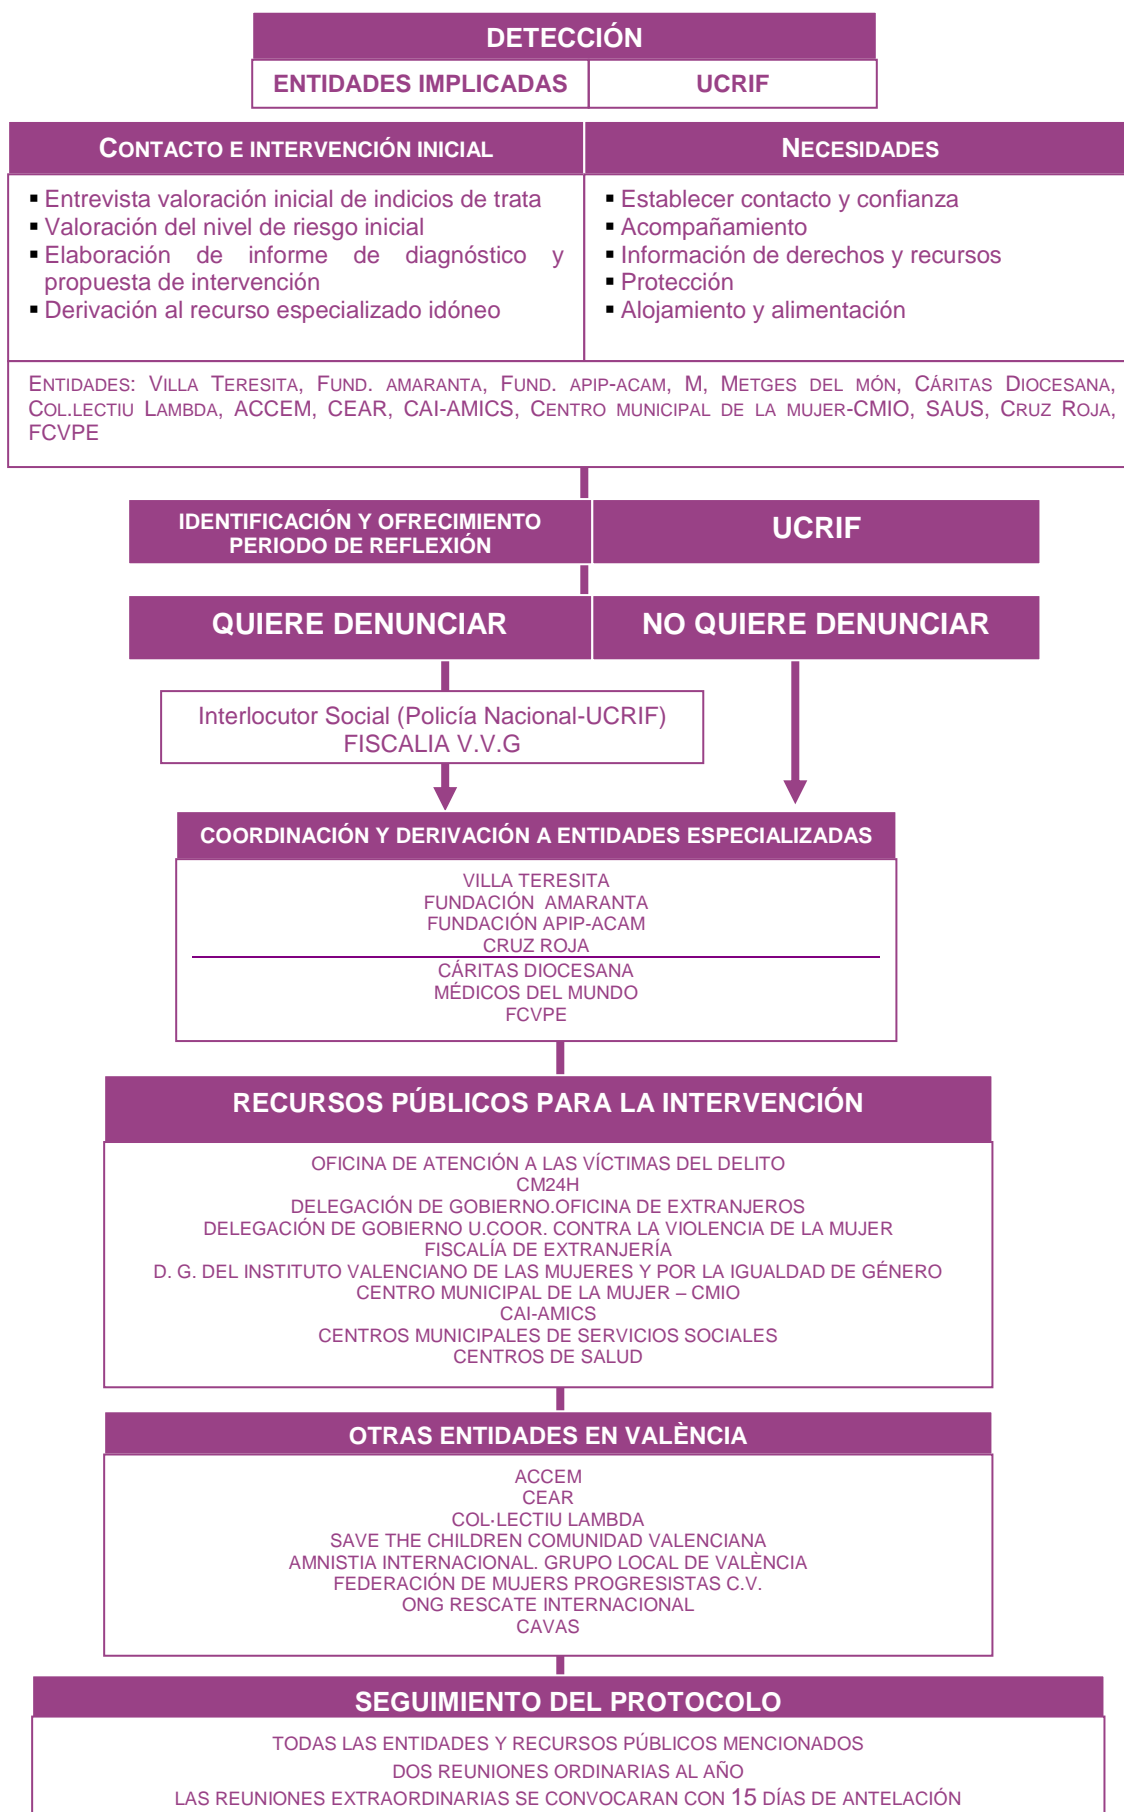 DETECCIÓN
ENTIDADES IMPLICADAS
UCRIF
CONTACTO E INTERVENCIÓN INICIAL
▪ Entrevista valoración inicial de indicios de trata
▪ Valoración del nivel de riesgo inicial
▪ Elaboración de informe de diagnóstico y
propuesta de intervención
▪ Derivación al recurso especializado idóneo
NECESIDADES
▪ Establecer contacto y confianza
▪ Acompañamiento
▪ Información de derechos y recursos
▪ Protección
▪ Alojamiento y alimentación
ENTIDADES: VILLA TERESITA, FUND. AMARANTA, FUND. APIP-ACAM, M, METGES DEL MÓN, CÁRITAS DIOCESANA,
COL.LECTIU LAMBDA, ACCEM, CEAR, CAI-AMICS, CENTRO MUNICIPAL DE LA MUJER-CMIO, SAUS, CRUZ ROJA,
FCVPE
IDENTIFICACIÓN Y OFRECIMIENTO
PERIODO DE REFLEXIÓN
UCRIF
QUIERE DENUNCIAR
NO QUIERE DENUNCIAR
Interlocutor Social (Policía Nacional-UCRIF)
FISCALIA V.V.G
COORDINACIÓN Y DERIVACIÓN A ENTIDADES ESPECIALIZADAS
VILLA TERESITA
FUNDACIÓN AMARANTA
FUNDACIÓN APIP-ACAM
CRUZ ROJA
CÁRITAS DIOCESANA
MÉDICOS DEL MUNDO
FCVPE
RECURSOS PÚBLICOS PARA LA INTERVENCIÓN
OFICINA DE ATENCIÓN A LAS VÍCTIMAS DEL DELITO
CM24H
DELEGACIÓN DE GOBIERNO.OFICINA DE EXTRANJEROS
DELEGACIÓN DE GOBIERNO U.COOR. CONTRA LA VIOLENCIA DE LA MUJER
FISCALÍA DE EXTRANJERÍA
D. G. DEL INSTITUTO VALENCIANO DE LAS MUJERES Y POR LA IGUALDAD DE GÉNERO
CENTRO MUNICIPAL DE LA MUJER – CMIO
CAI-AMICS
CENTROS MUNICIPALES DE SERVICIOS SOCIALES
CENTROS DE SALUD
OTRAS ENTIDADES EN VALÈNCIA
ACCEM
CEAR
COL·LECTIU LAMBDA
SAVE THE CHILDREN COMUNIDAD VALENCIANA
AMNISTIA INTERNACIONAL. GRUPO LOCAL DE VALÈNCIA
FEDERACIÓN DE MUJERS PROGRESISTAS C.V.
ONG RESCATE INTERNACIONAL
CAVAS
SEGUIMIENTO DEL PROTOCOLO
TODAS LAS ENTIDADES Y RECURSOS PÚBLICOS MENCIONADOS
DOS REUNIONES ORDINARIAS AL AÑO
LAS REUNIONES EXTRAORDINARIAS SE CONVOCARAN CON 15 DÍAS DE ANTELACIÓN